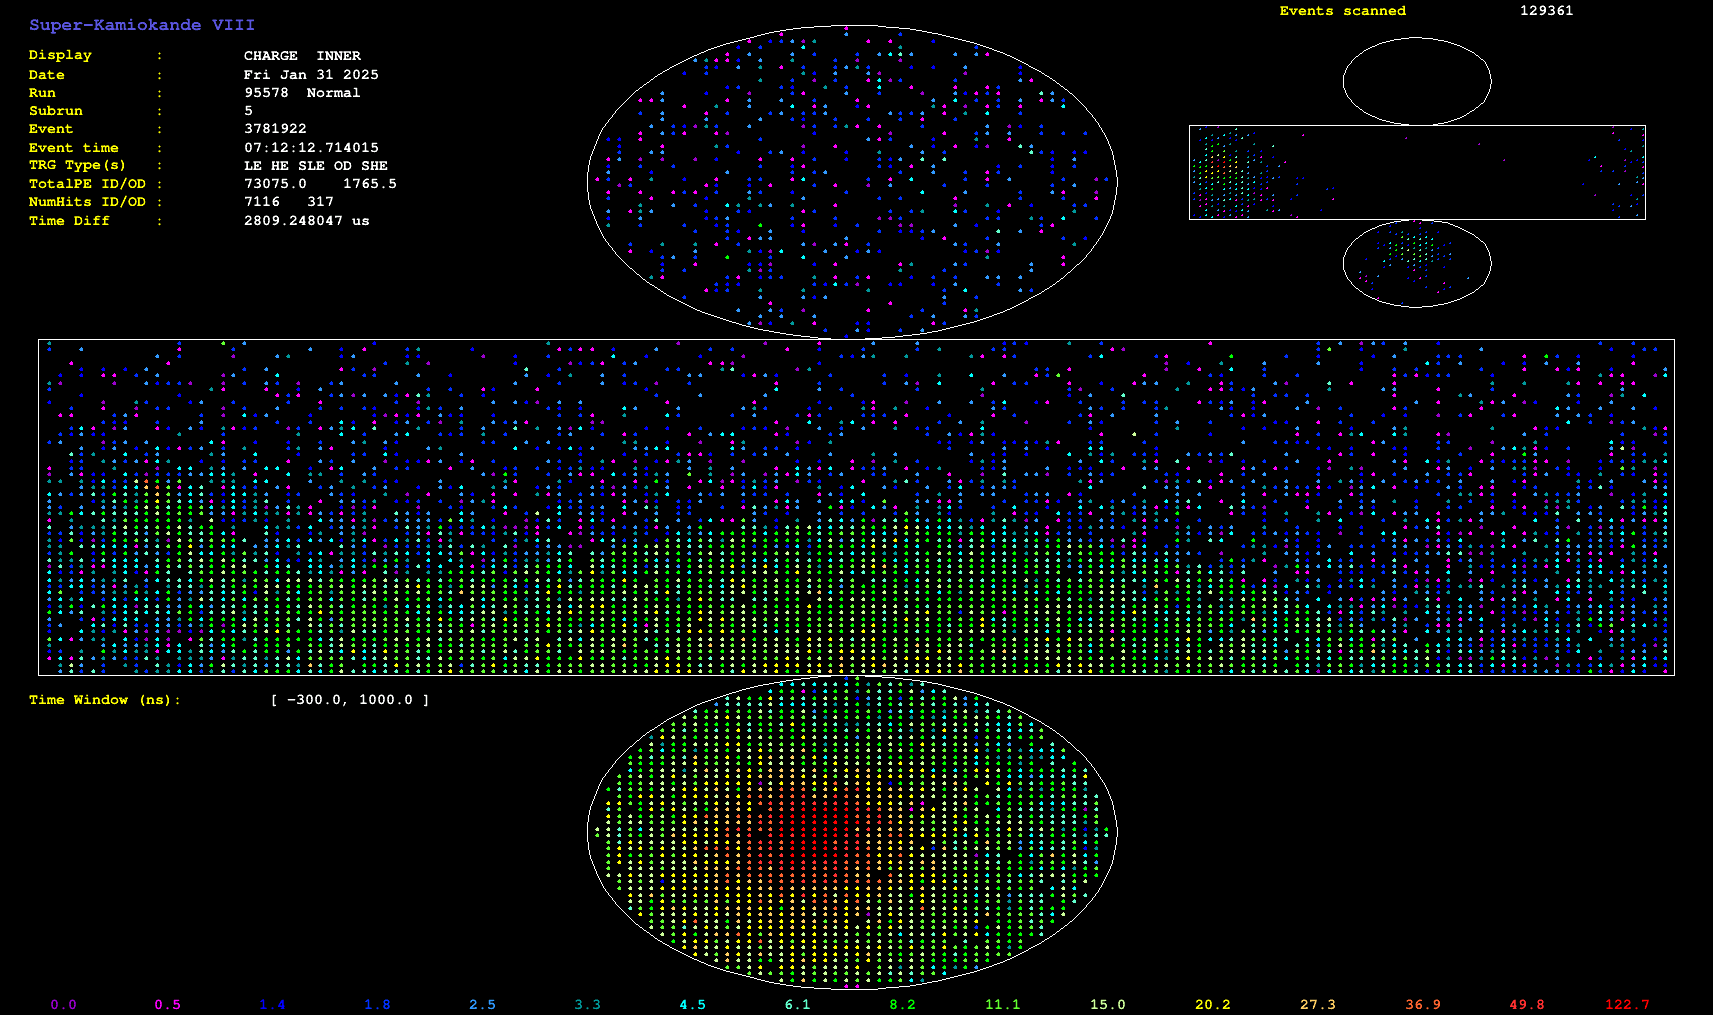 Super-Kamiokande VIII
Events scanned 129361
Display : CHARGE INNER
Date : Fri Jan 31 2025
Run : 95578 Normal
Subrun : 5
Event : 3781922
Event time : 07:12:12.714015
TRG Type(s) : LE HE SLE OD SHE
TotalPE ID/OD : 73075.0 1765.5
NumHits ID/OD : 7116 317
Time Diff : 2809.248047 us
Time Window (ns): [ -300.0, 1000.0 ]
0.0 0.5 1.4 1.8 2.5 3.3 4.5 6.1 8.2 11.1 15.0 20.2 27.3 36.9 49.8 122.7